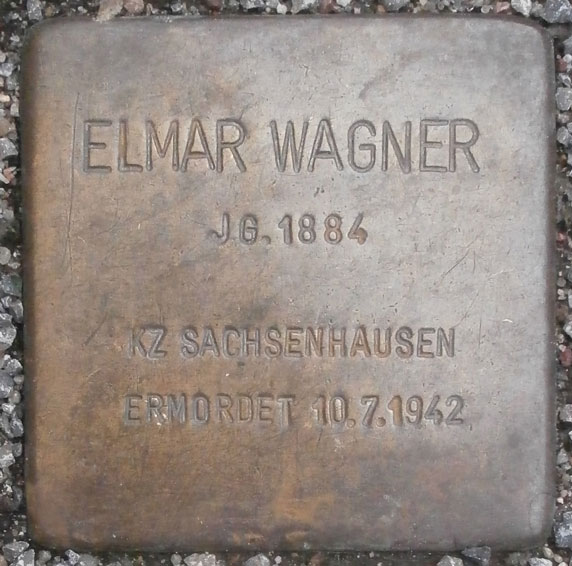 ELMAR WAGNER
JG. 1884
KZ SACHSENHAUSEN
ERMORDET 10.7.1942